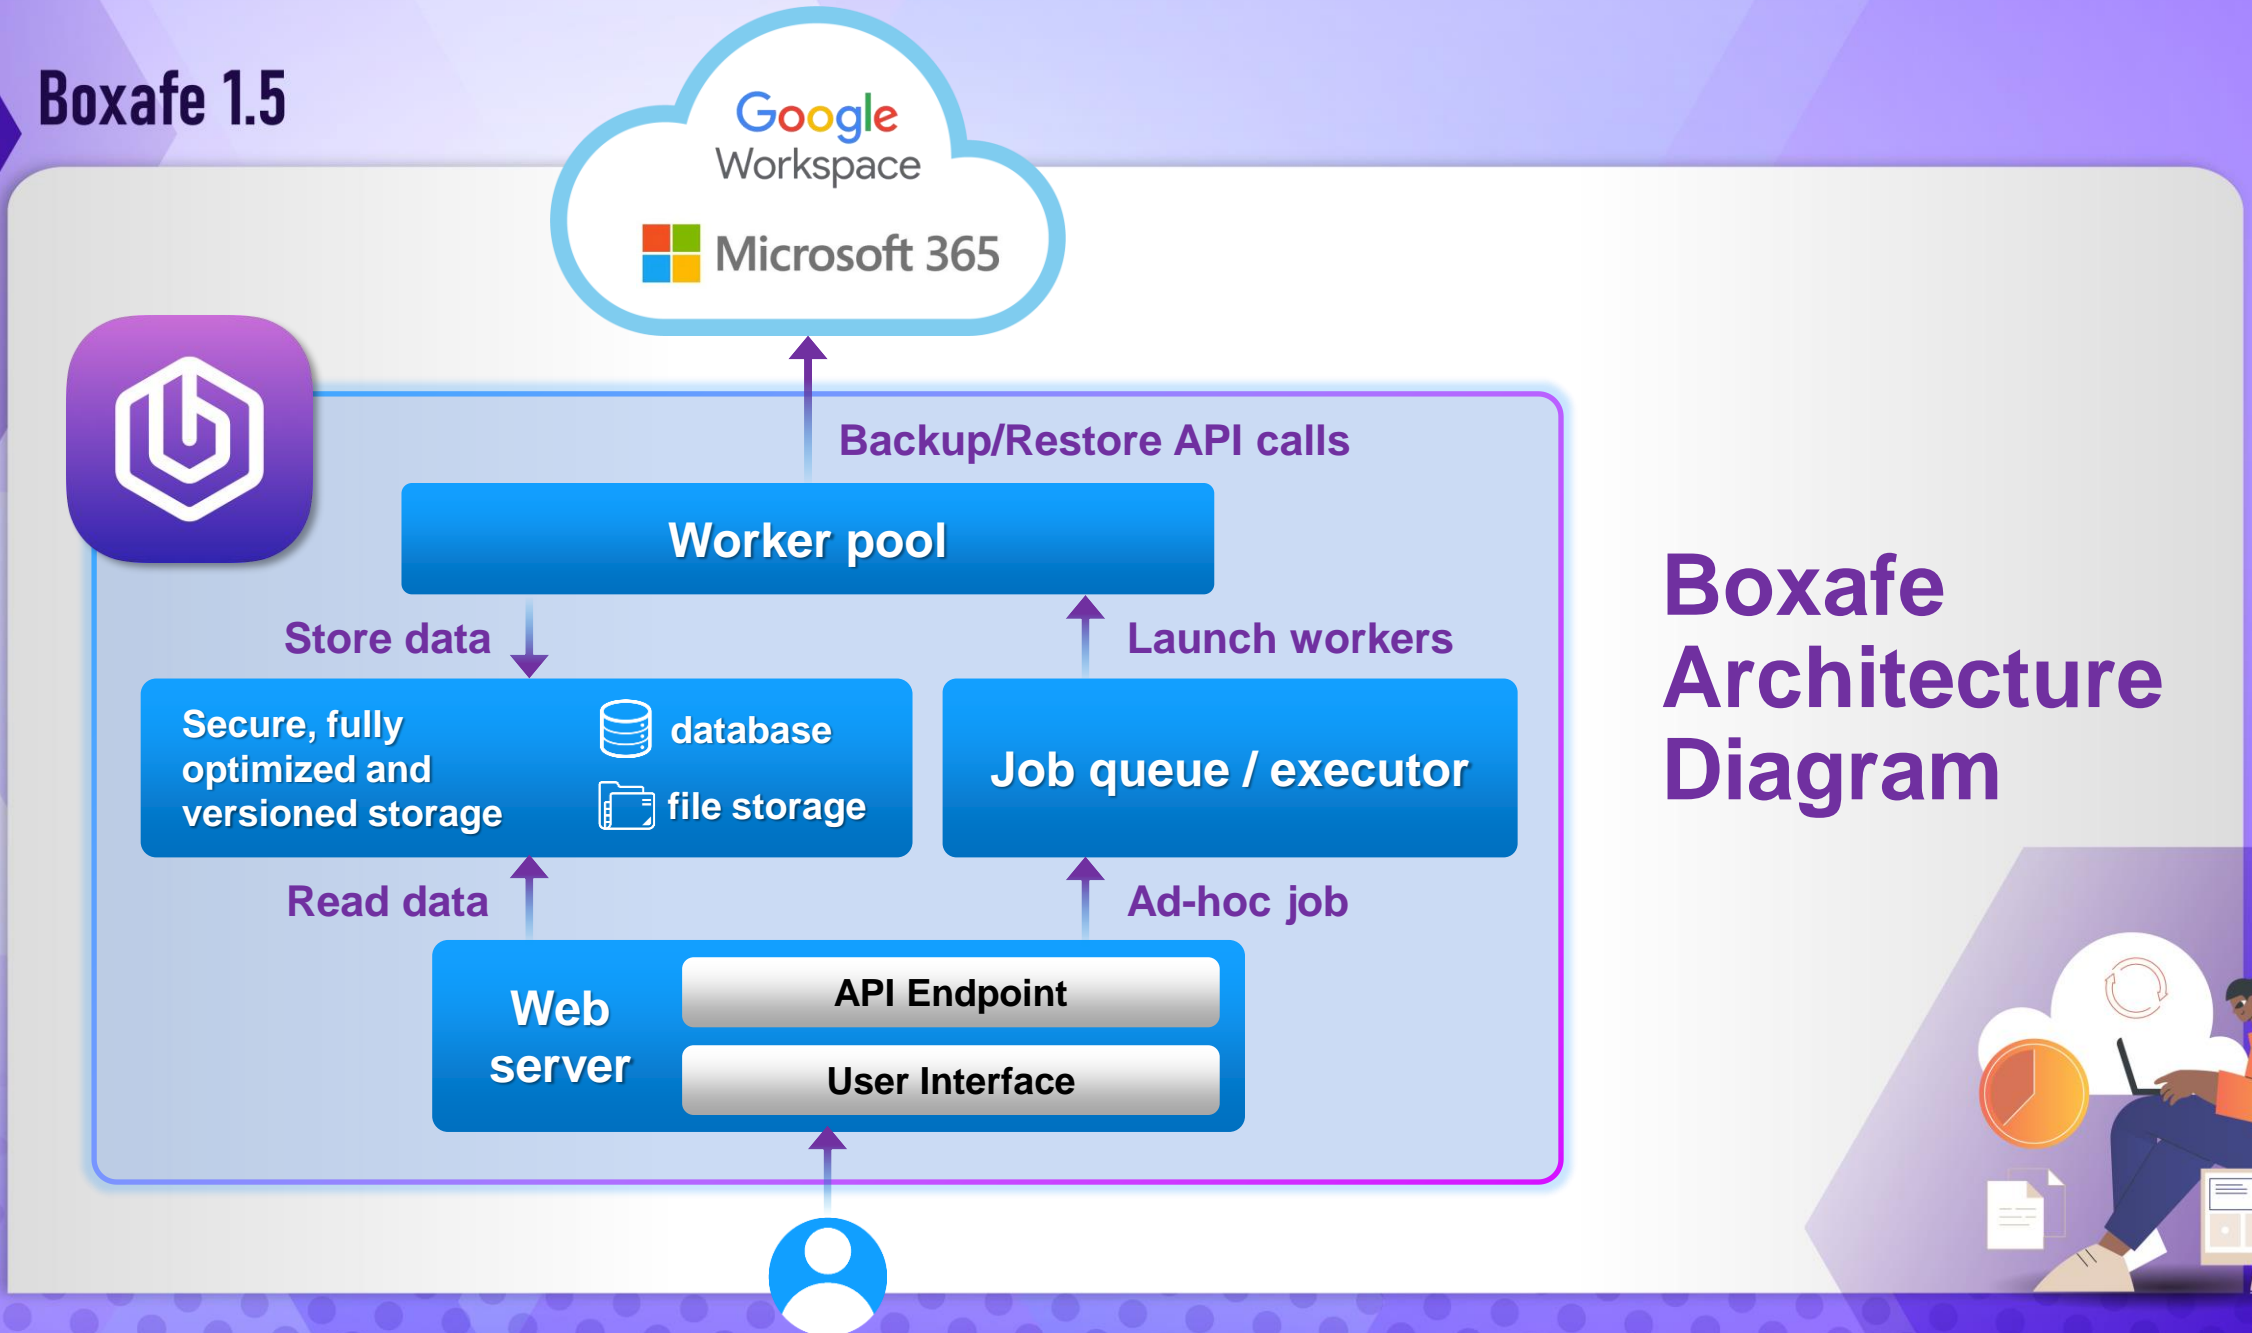 Boxafe 1.5
Google
Workspace
Microsoft 365
Backup/Restore API calls
Worker pool
Store data
Launch workers
Secure, fully
optimized and
versioned storage
database
file storage
Job queue / executor
Read data
Ad-hoc job
Web
server
API Endpoint
User Interface
Boxafe
Architecture
Diagram